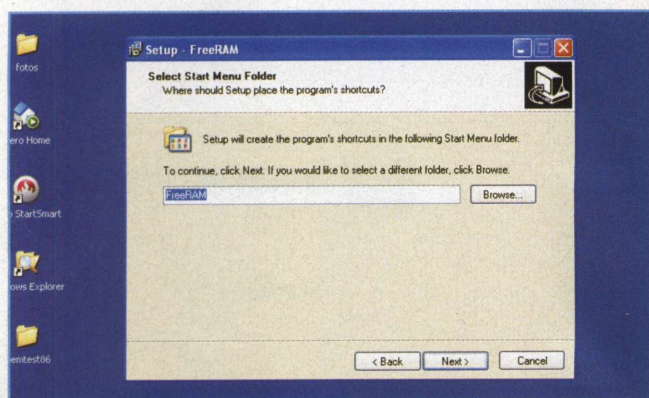 fotos
ero Home
StartSmart
ows Explorer
emtest86
Setup - FreeRAM
Select Start Menu Folder
Where should Setup place the program's shortcuts?
Setup will create the program's shortcuts in the following Start Menu folder.
To continue, click Next. If you would like to select a different folder, click Browse.
FreeRAM
Browse...
< Back
Next >
Cancel